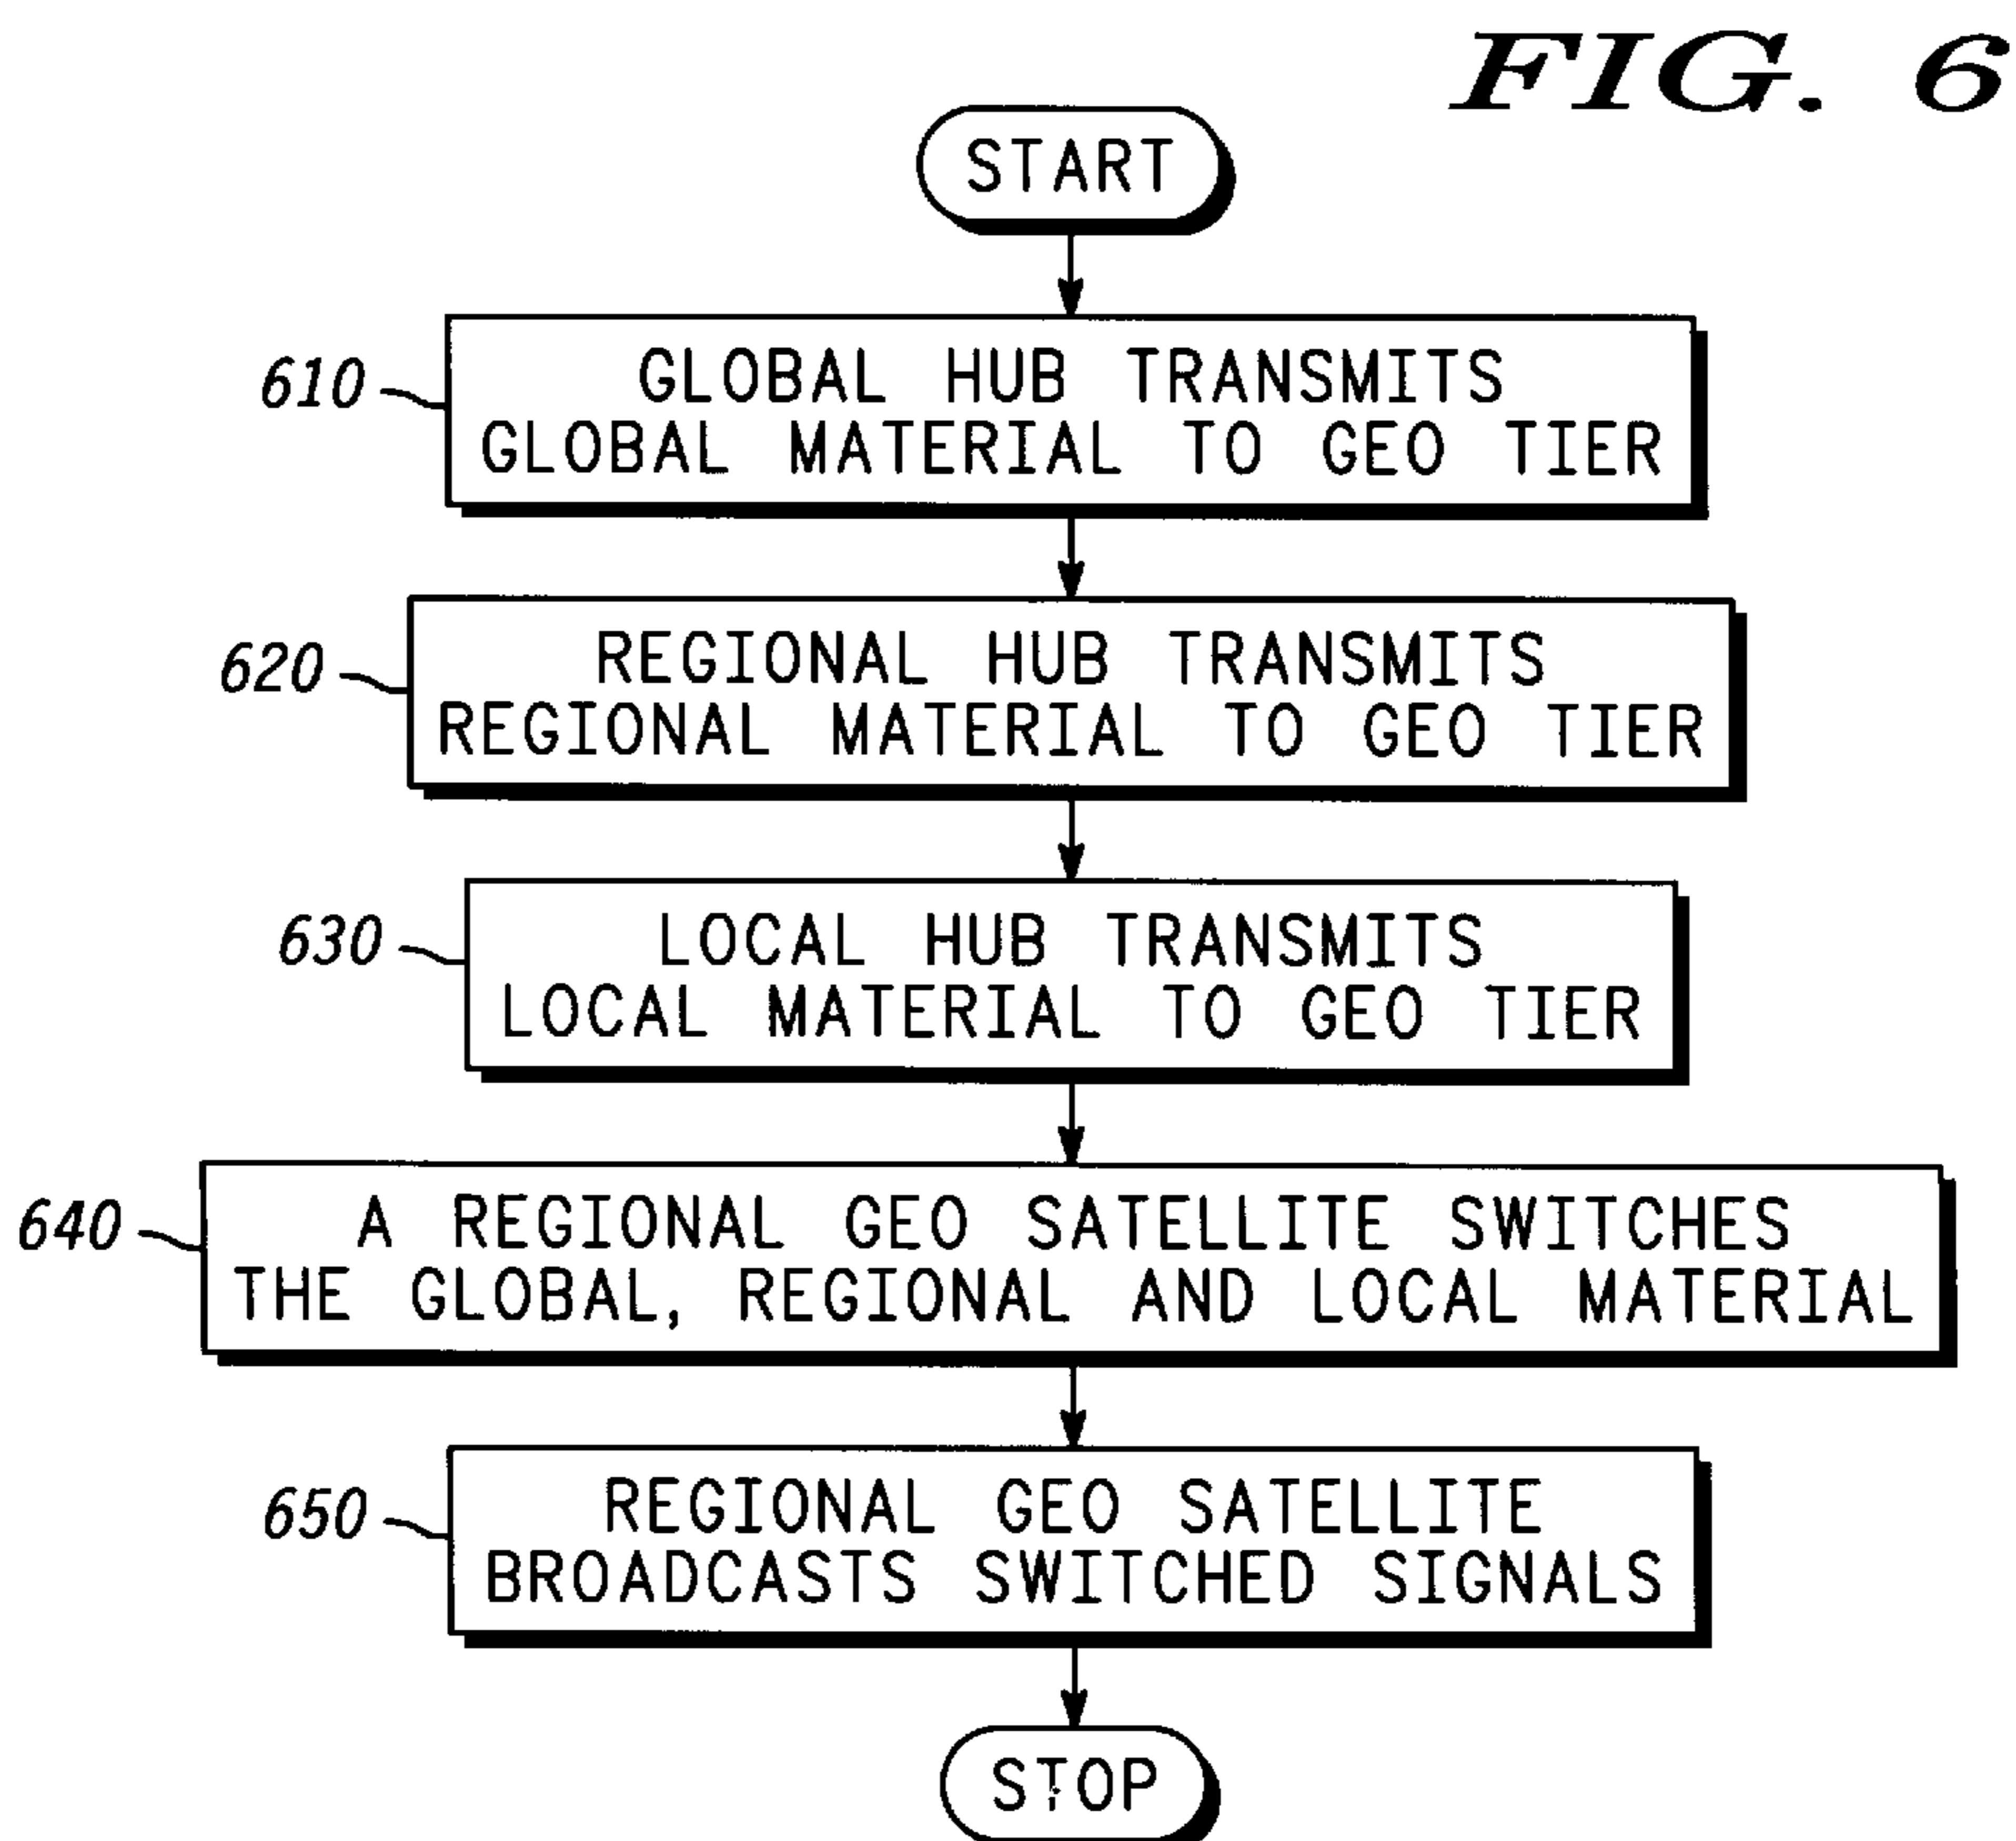 FIG. 6
START
610
GLOBAL HUB TRANSMITS
GLOBAL MATERIAL TO GEO TIER
620
REGIONAL HUB TRANSMITS
REGIONAL MATERIAL TO GEO TIER
630
LOCAL HUB TRANSMITS
LOCAL MATERIAL TO GEO TIER
640
A REGIONAL GEO SATELLITE SWITCHES
THE GLOBAL, REGIONAL AND LOCAL MATERIAL
650
REGIONAL GEO SATELLITE
BROADCASTS SWITCHED SIGNALS
STOP